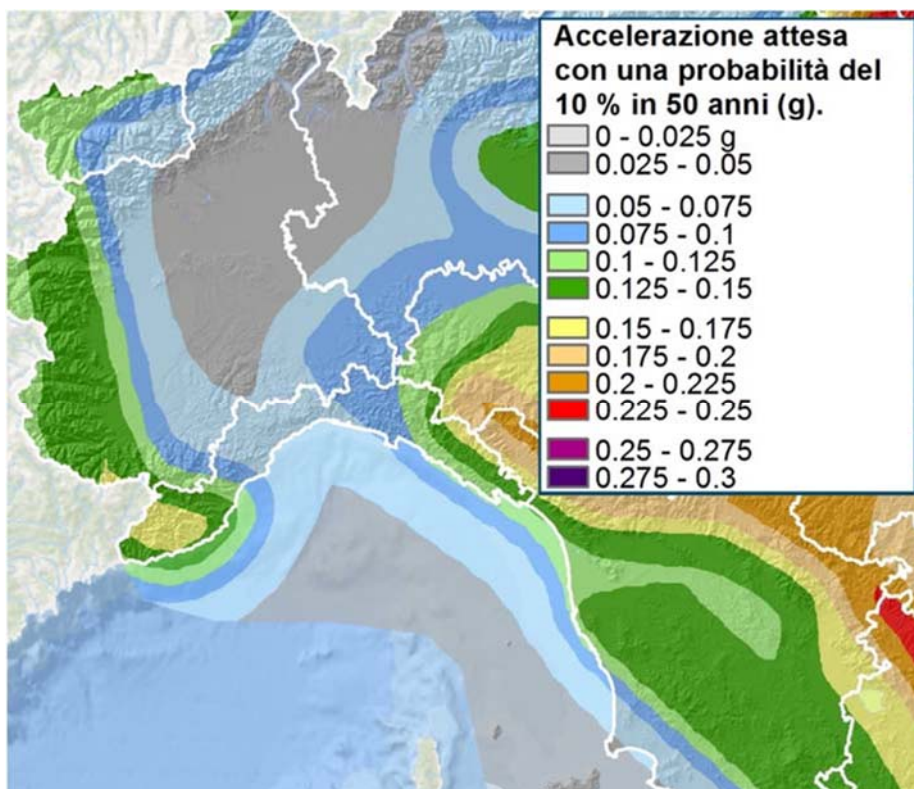 Accelerazione attesa
con una probabilità del
10 % in 50 anni (g).
0 - 0.025 g
0.025 - 0.05
0.05 - 0.075
0.075 - 0.1
0.1 - 0.125
0.125 - 0.15
0.15 - 0.175
0.175 - 0.2
0.2 - 0.225
0.225 - 0.25
0.25 - 0.275
0.275 - 0.3